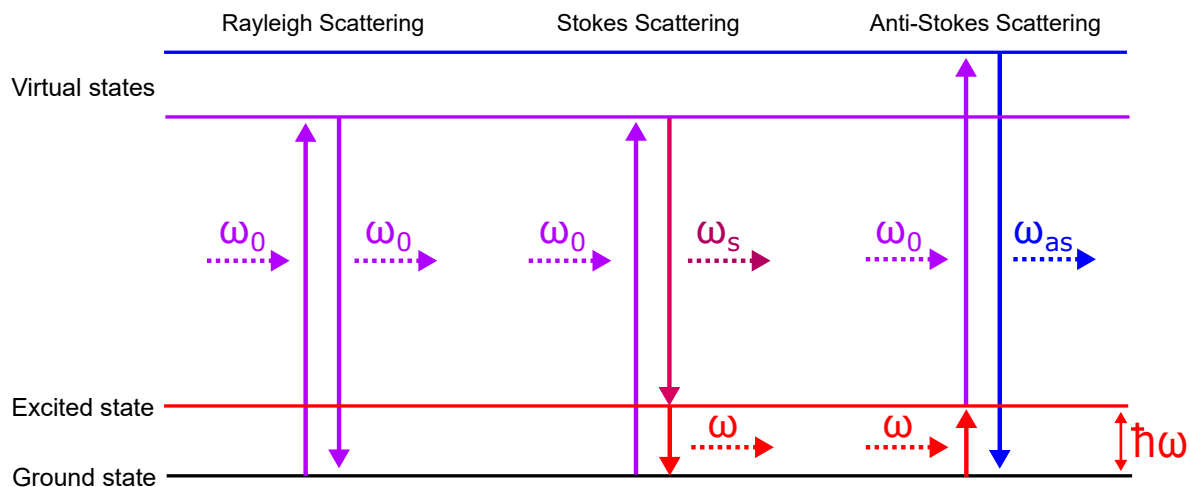 Rayleigh Scattering Stokes Scattering Anti-Stokes Scattering
Virtual states
ω₀ ω₀ ω₀ ωₛ ω₀ ωas
Excited state
ω ω ħω
Ground state